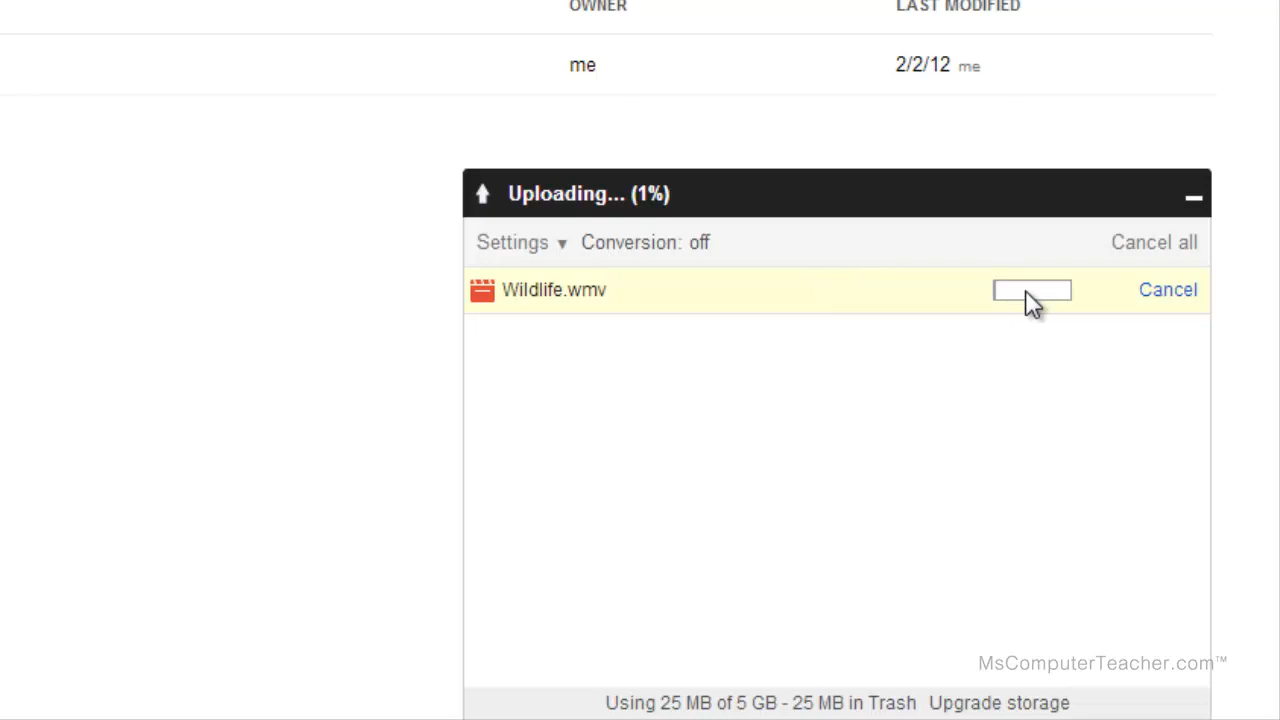 OWNER LAST MODIFIED
me 2/2/12 me
Uploading... (1%)
Settings ▼ Conversion: off Cancel all
Wildlife.wmv Cancel
MsComputerTeacher.com™
Using 25 MB of 5 GB - 25 MB in Trash Upgrade storage